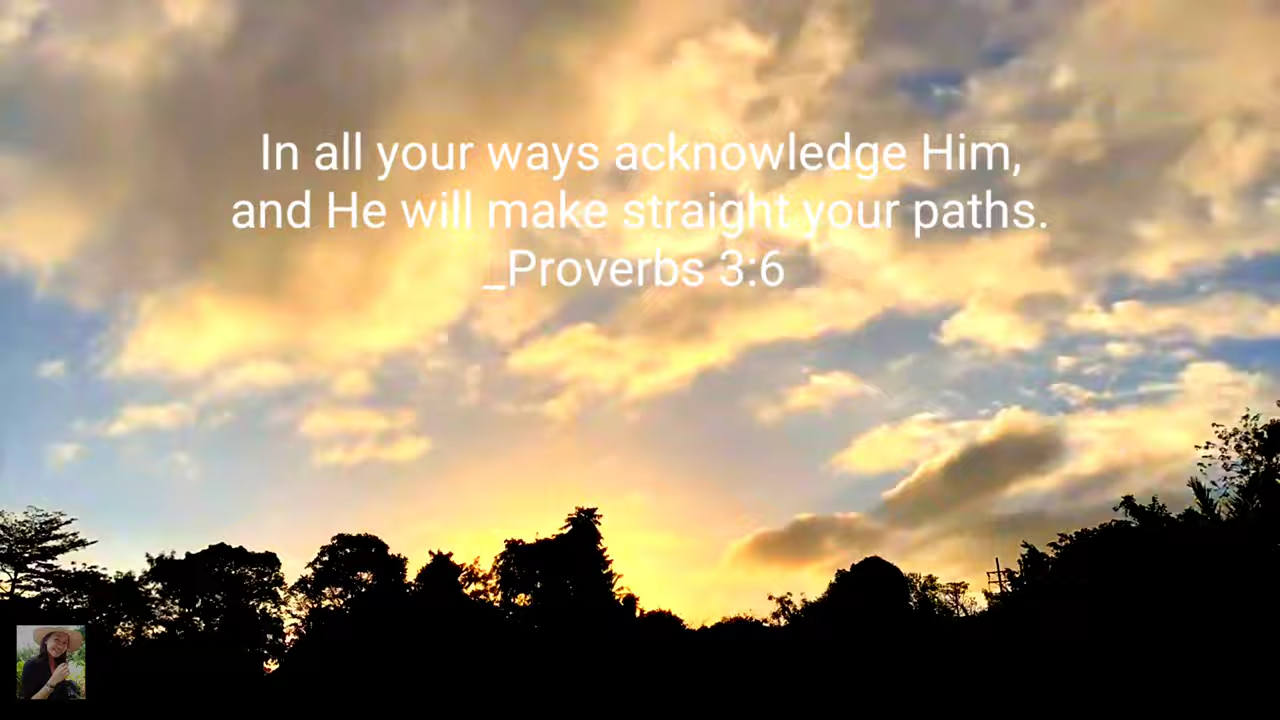 In all your ways acknowledge Him,
and He will make straight your paths.
_Proverbs 3:6